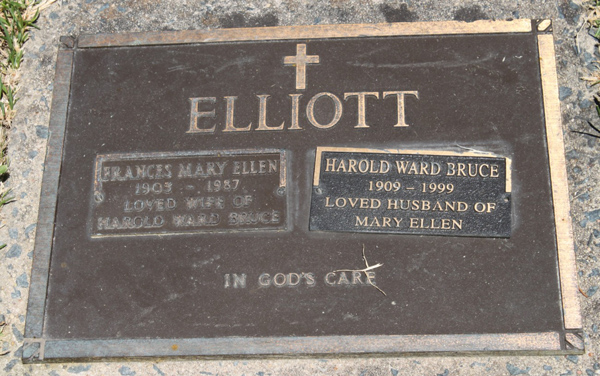 ELLIOTT
FRANCES MARY ELLEN
1903 - 1987
LOVED WIFE OF
HAROLD WARD BRUCE
HAROLD WARD BRUCE
1909 - 1999
LOVED HUSBAND OF
MARY ELLEN
IN GOD'S CARE